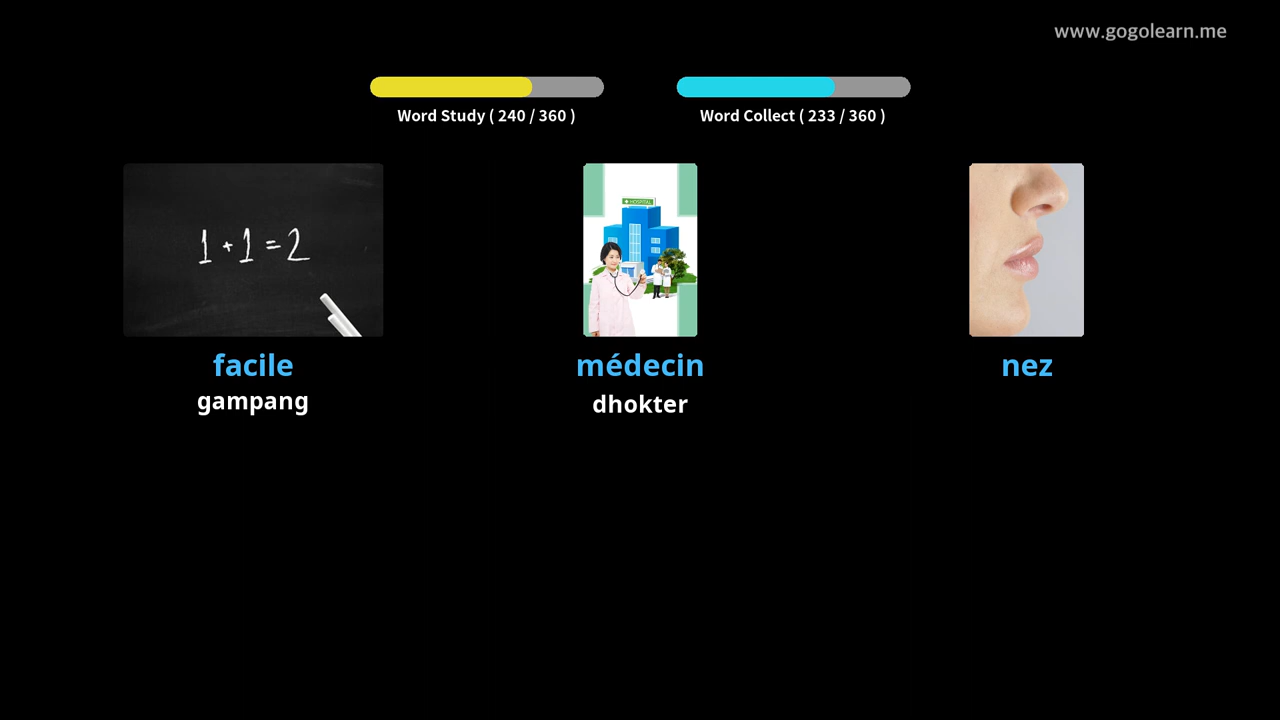 www.gogolearn.me
Word Study ( 240 / 360 )
Word Collect ( 233 / 360 )
1 + 1 = 2
HOSPITAL
facile
médecin
nez
gampang
dhokter